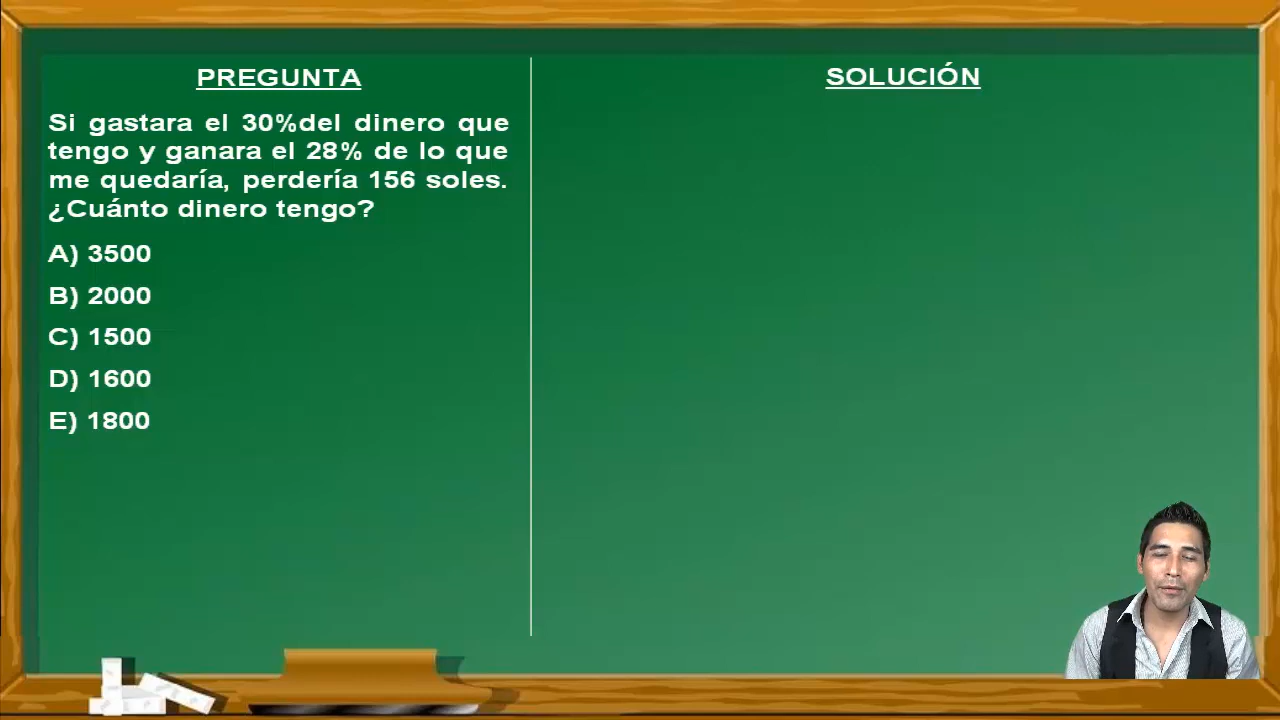 PREGUNTA
Si gastara el 30%del dinero que
tengo y ganara el 28% de lo que
me quedaría, perdería 156 soles.
¿Cuánto dinero tengo?
A) 3500
B) 2000
C) 1500
D) 1600
E) 1800
SOLUCIÓN